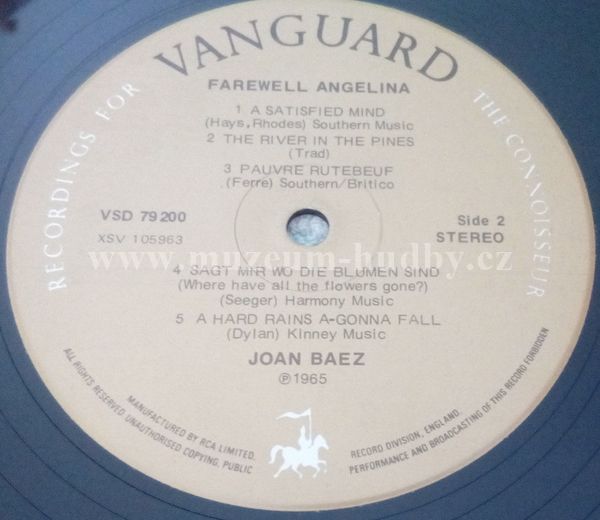 VANGUARD
RECORDINGS FOR
THE CONNOISSEUR
FAREWELL ANGELINA
1 A SATISFIED MIND
(Hays, Rhodes) Southern Music
2 THE RIVER IN THE PINES
(Trad)
3 PAUVRE RUTEBEUF
(Ferre) Southern/Britico
VSD 79200
XSV 105963
Side 2
STEREO
www.muzeum-hudby.cz
4 SAGT MIR WO DIE BLUMEN SIND
(Where have all the flowers gone?)
(Seeger) Harmony Music
5 A HARD RAINS A-GONNA FALL
(Dylan) Kinney Music
JOAN BAEZ
℗1965
MANUFACTURED BY RCA LIMITED, RECORD DIVISION, ENGLAND.
ALL RIGHTS RESERVED. UNAUTHORISED COPYING, PUBLIC PERFORMANCE AND BROADCASTING OF THIS RECORD FORBIDDEN